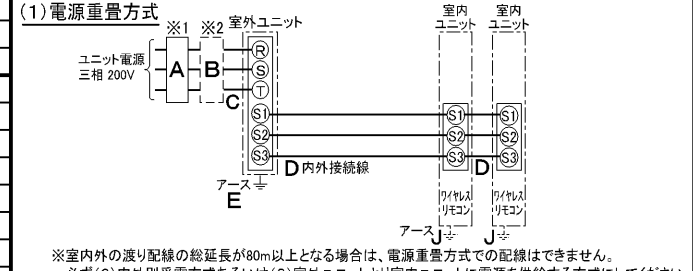 (1)電源重畳方式
※1 ※2 室外ユニット 室内ユニット 室内ユニット
ユニット電源
三相 200V
A B C
R
S
T
S1 S1 S1
S2 S2 S2
S3 S3 S3
D 内外接続線 D
アース
E
ワイヤレスリモコン ワイヤレスリモコン
アース J J
※室内外の渡り配線の総延長が80m以上となる場合は、電源重畳方式での配線はできません。